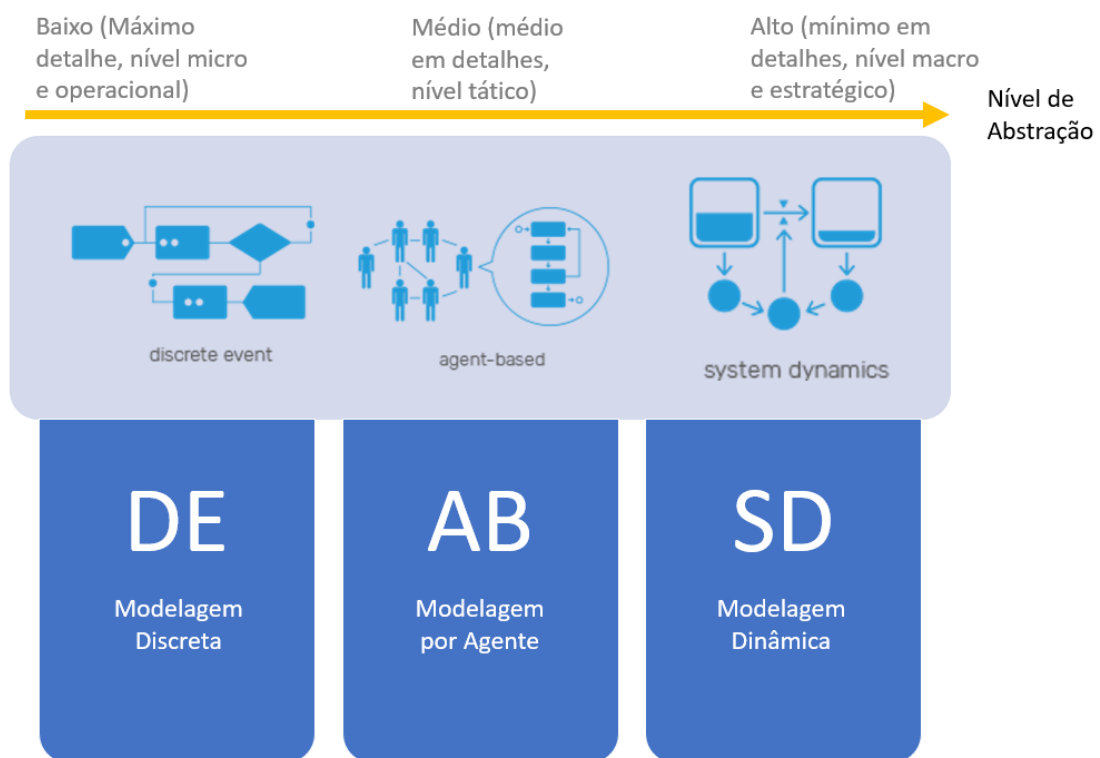 Baixo (Máximo
detalhe, nível micro
e operacional)
Médio (médio
em detalhes,
nível tático)
Alto (mínimo em
detalhes, nível macro
e estratégico)
Nível de
Abstração
discrete event
agent-based
system dynamics
DE
Modelagem
Discreta
AB
Modelagem
por Agente
SD
Modelagem
Dinâmica